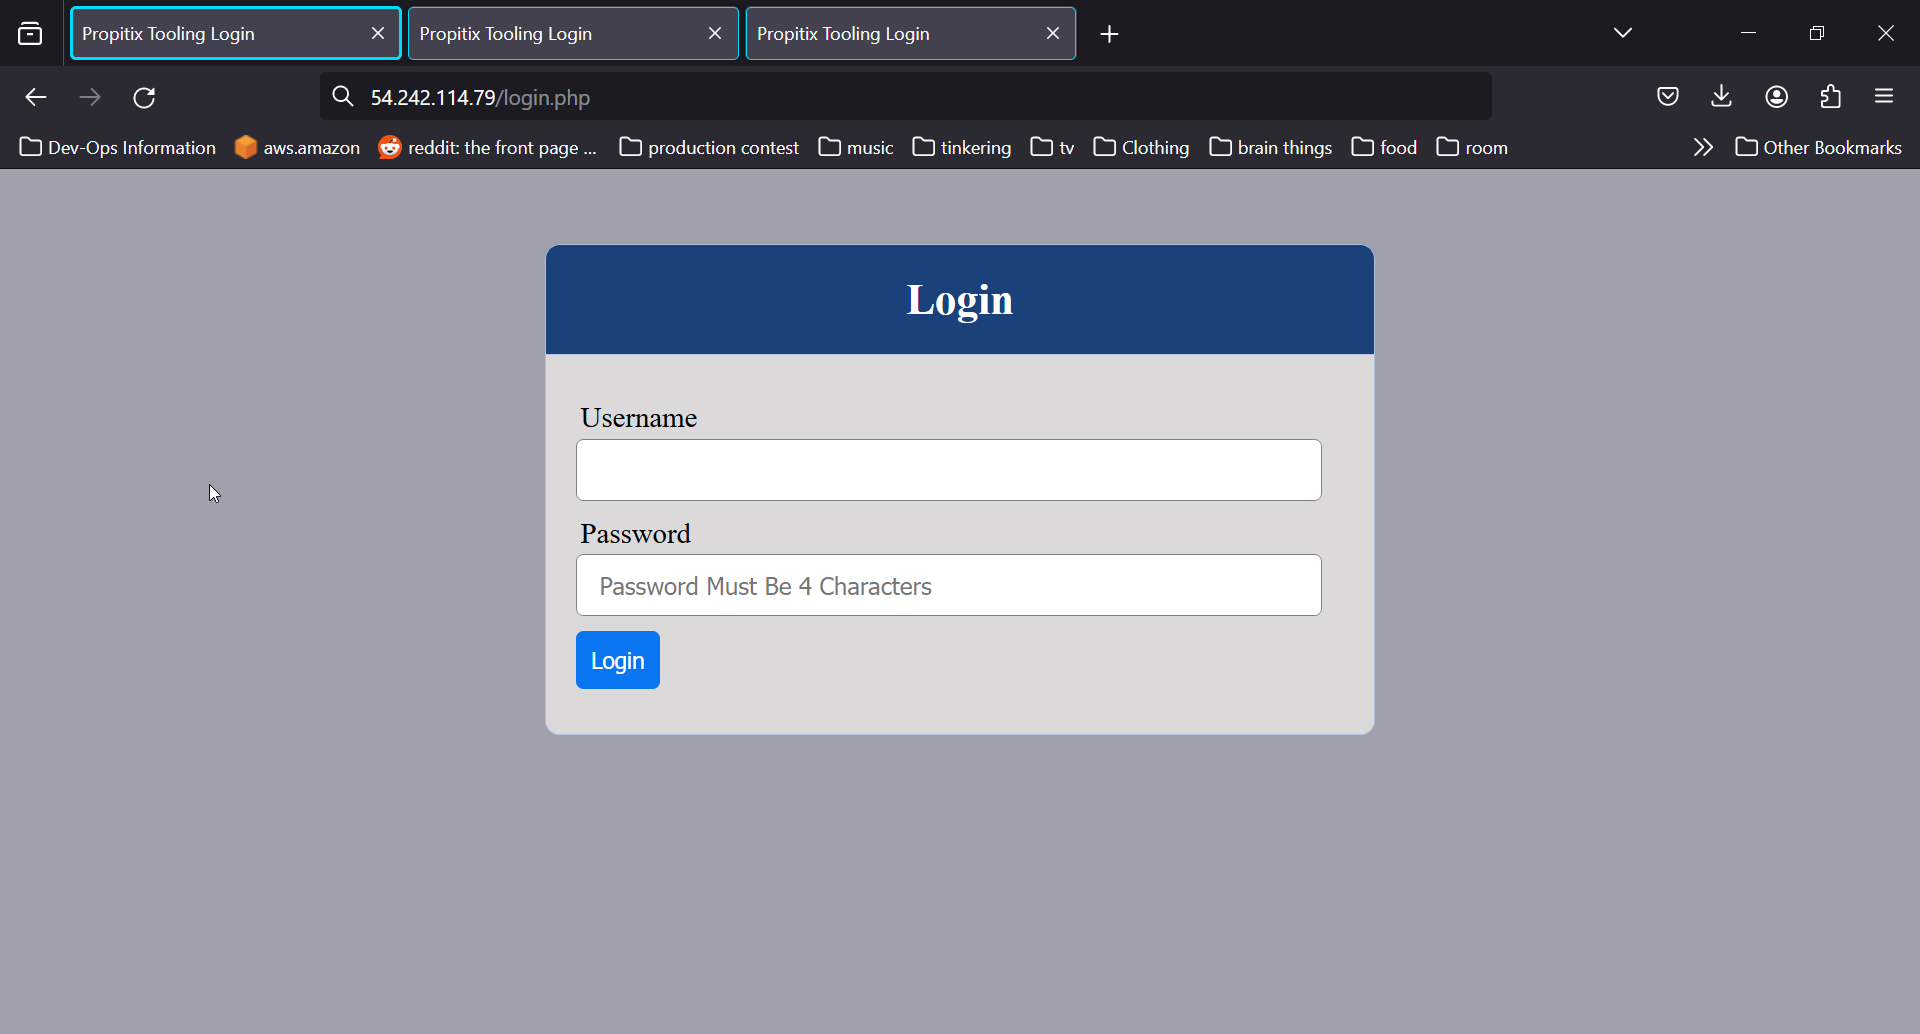 Propitix Tooling Login
Propitix Tooling Login
Propitix Tooling Login
54.242.114.79/login.php
Dev-Ops Information
aws.amazon
reddit: the front page ...
production contest
music
tinkering
tv
Clothing
brain things
food
room
Other Bookmarks
Login
Username
Password
Password Must Be 4 Characters
Login